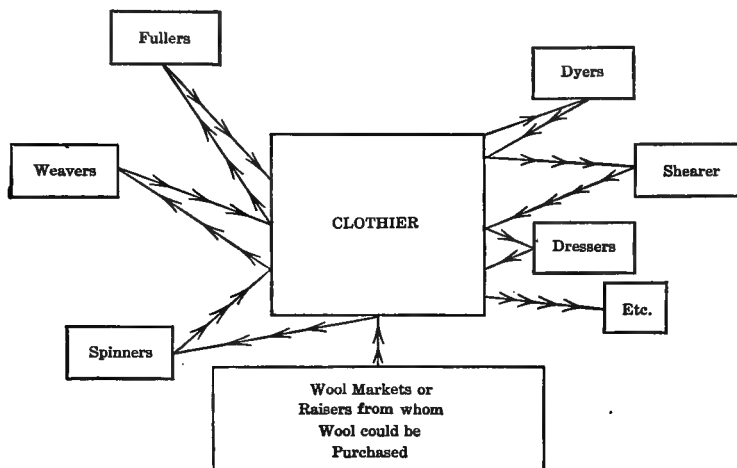 Fullers
Dyers
Weavers
Shearer
CLOTHIER
Dressers
Etc.
Spinners
Wool Markets or
Raisers from whom
Wool could be
Purchased